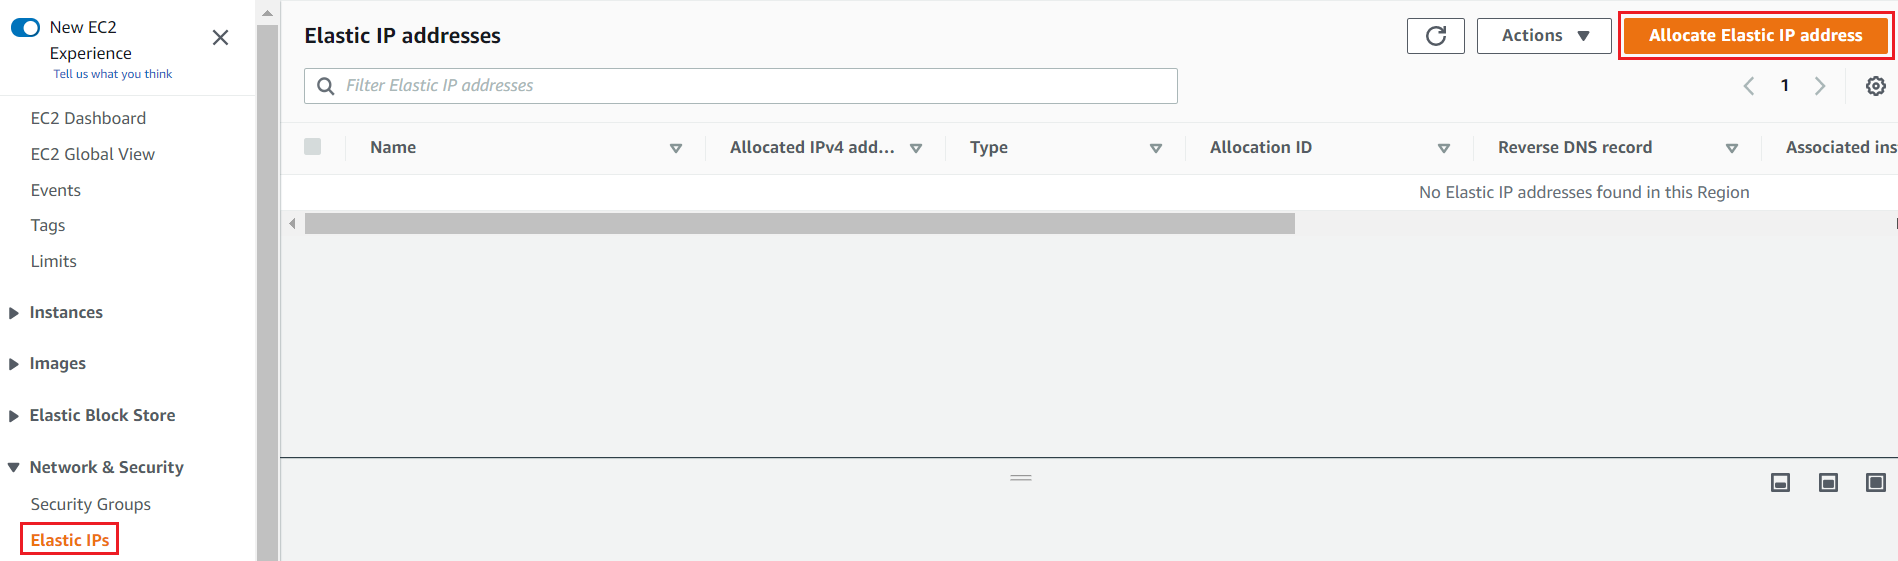 New EC2
Experience
Tell us what you think
EC2 Dashboard
EC2 Global View
Events
Tags
Limits
Instances
Images
Elastic Block Store
Network & Security
Security Groups
Elastic IPs
Elastic IP addresses
Actions
Allocate Elastic IP address
Filter Elastic IP addresses
1
Name
Allocated IPv4 add...
Type
Allocation ID
Reverse DNS record
Associated ins
No Elastic IP addresses found in this Region